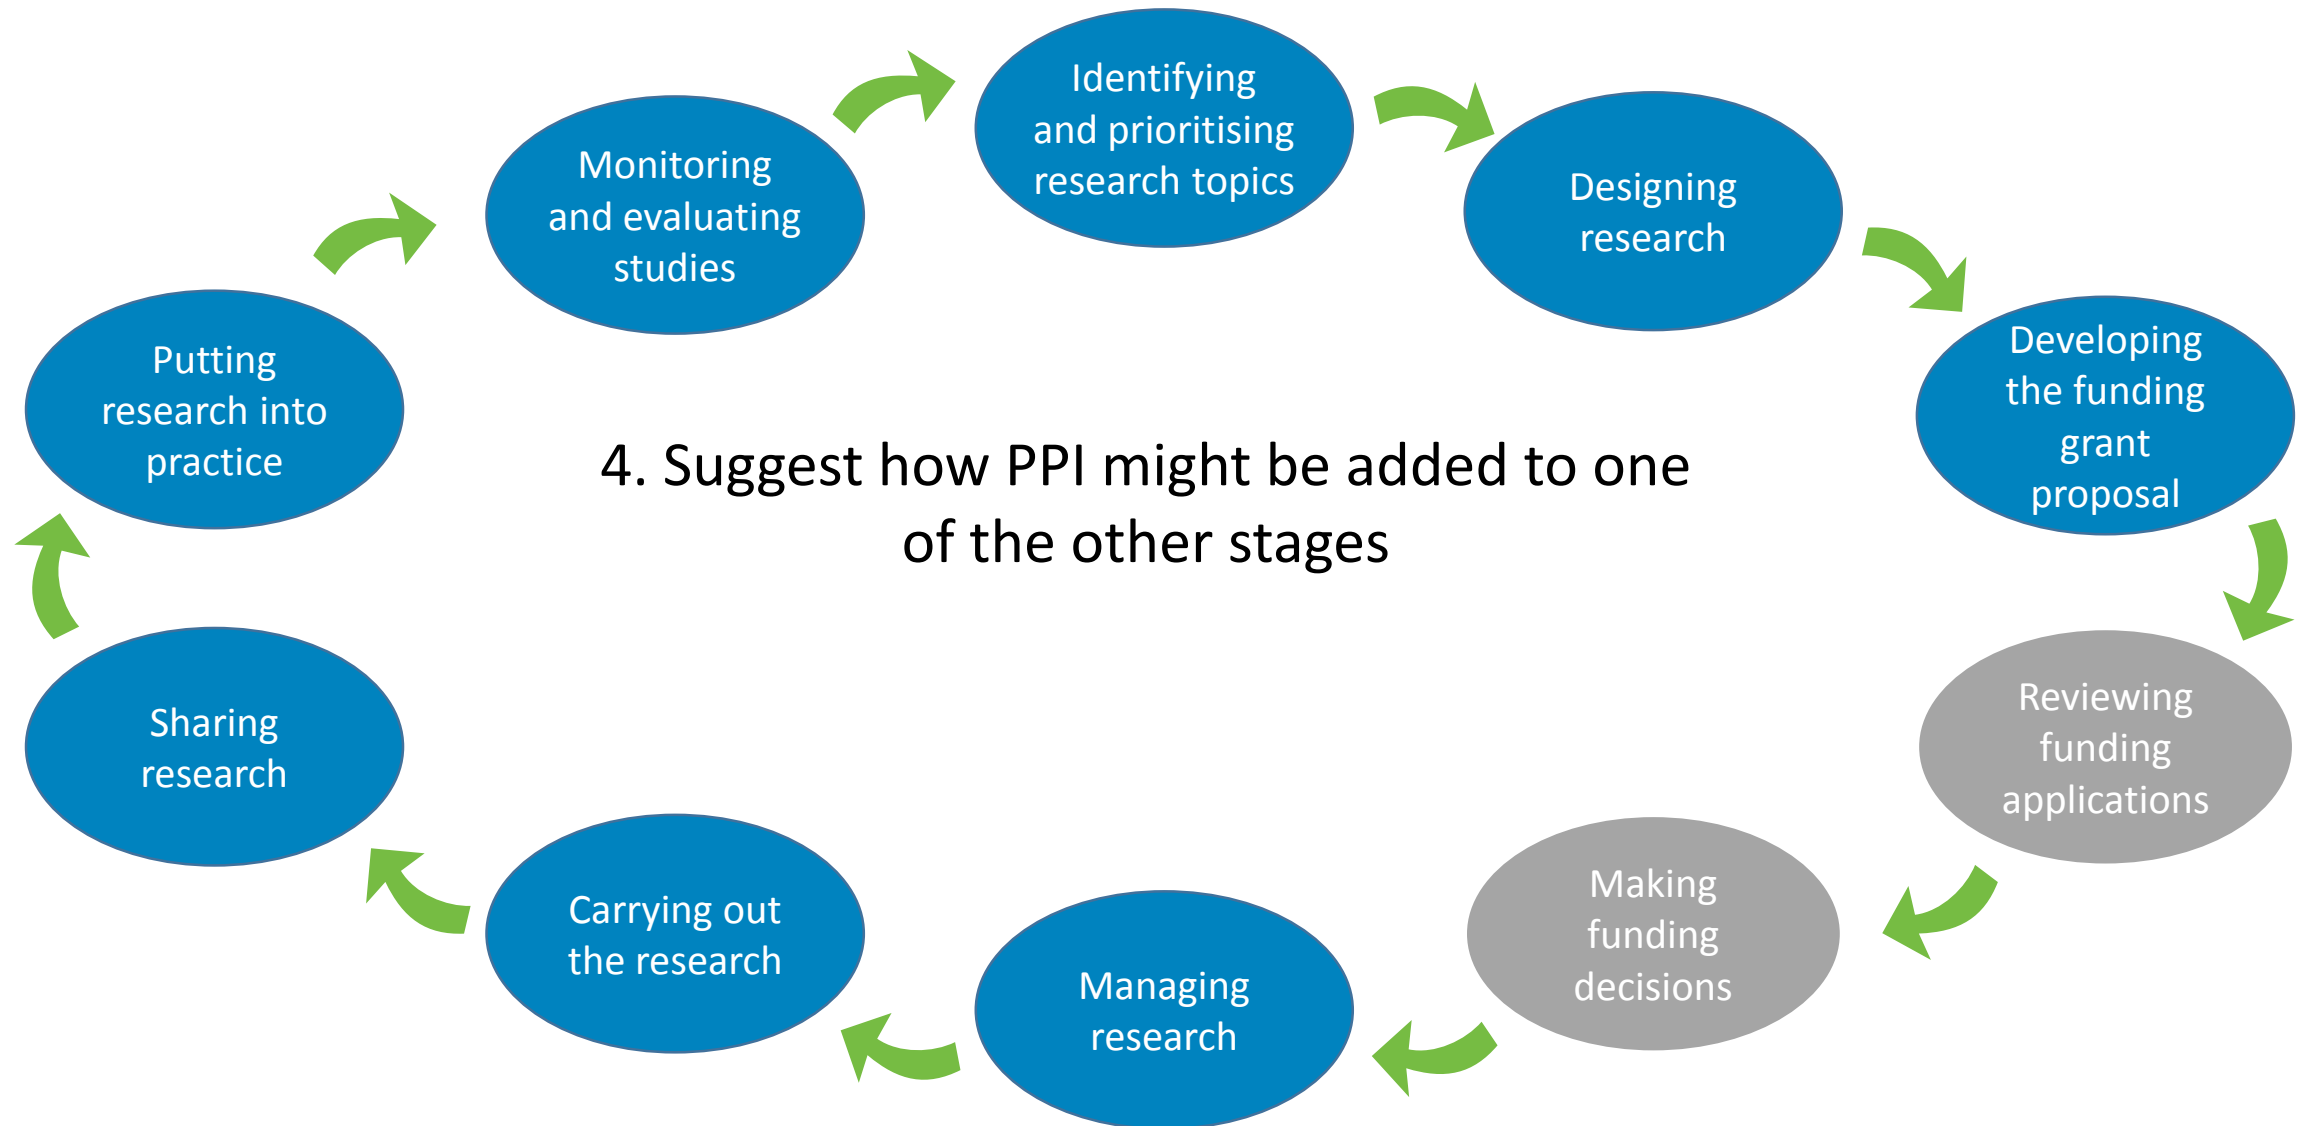 Identifying
and prioritising
research topics
Designing
research
Developing
the funding
grant
proposal
Reviewing
funding
applications
Making
funding
decisions
Managing
research
Carrying out
the research
Sharing
research
Putting
research into
practice
Monitoring
and evaluating
studies
4. Suggest how PPI might be added to one
of the other stages